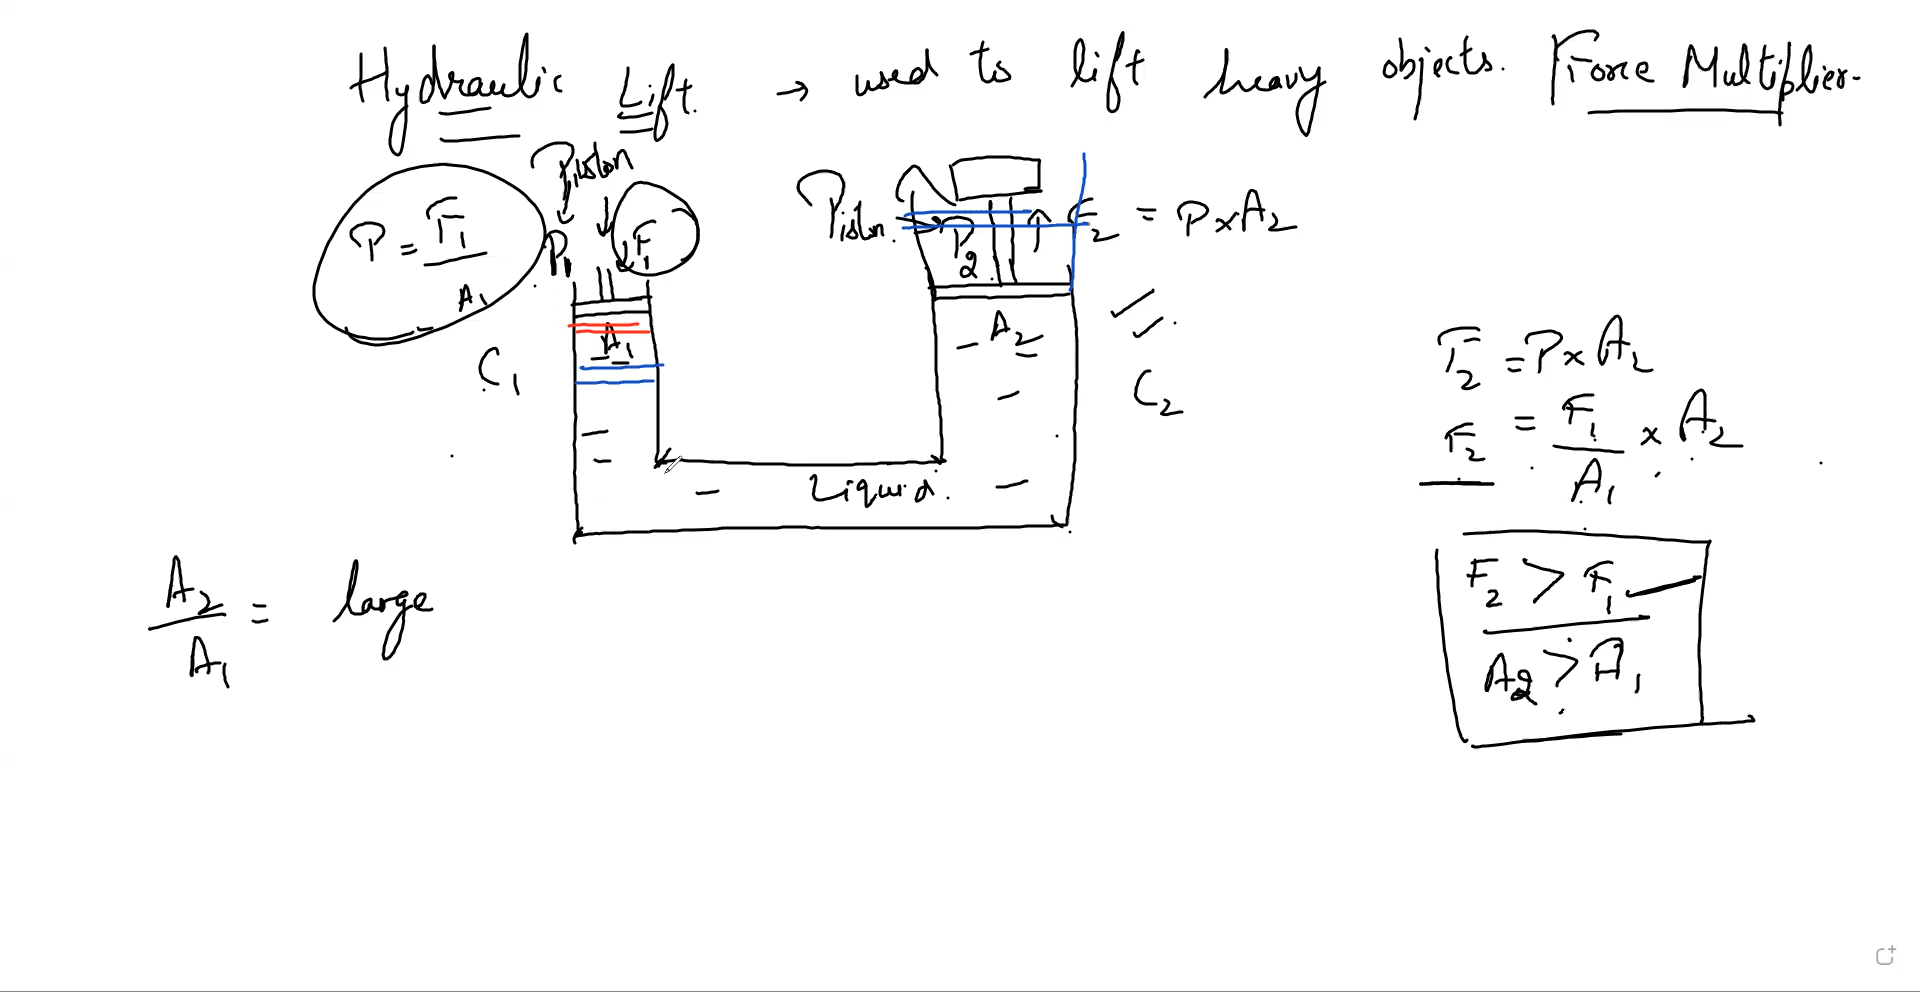 Hydraulic Lift. → used to lift heavy objects. Force Multiplier.
Piston
P = F1 / A1
P1
F1
Piston.
P2
F2 = P×A2
A1
A2
C1
C2
Liquid.
F2 = P×A2
F2 = F1 / A1 × A2
F2 > F1
A2 > A1
A2 / A1 = large